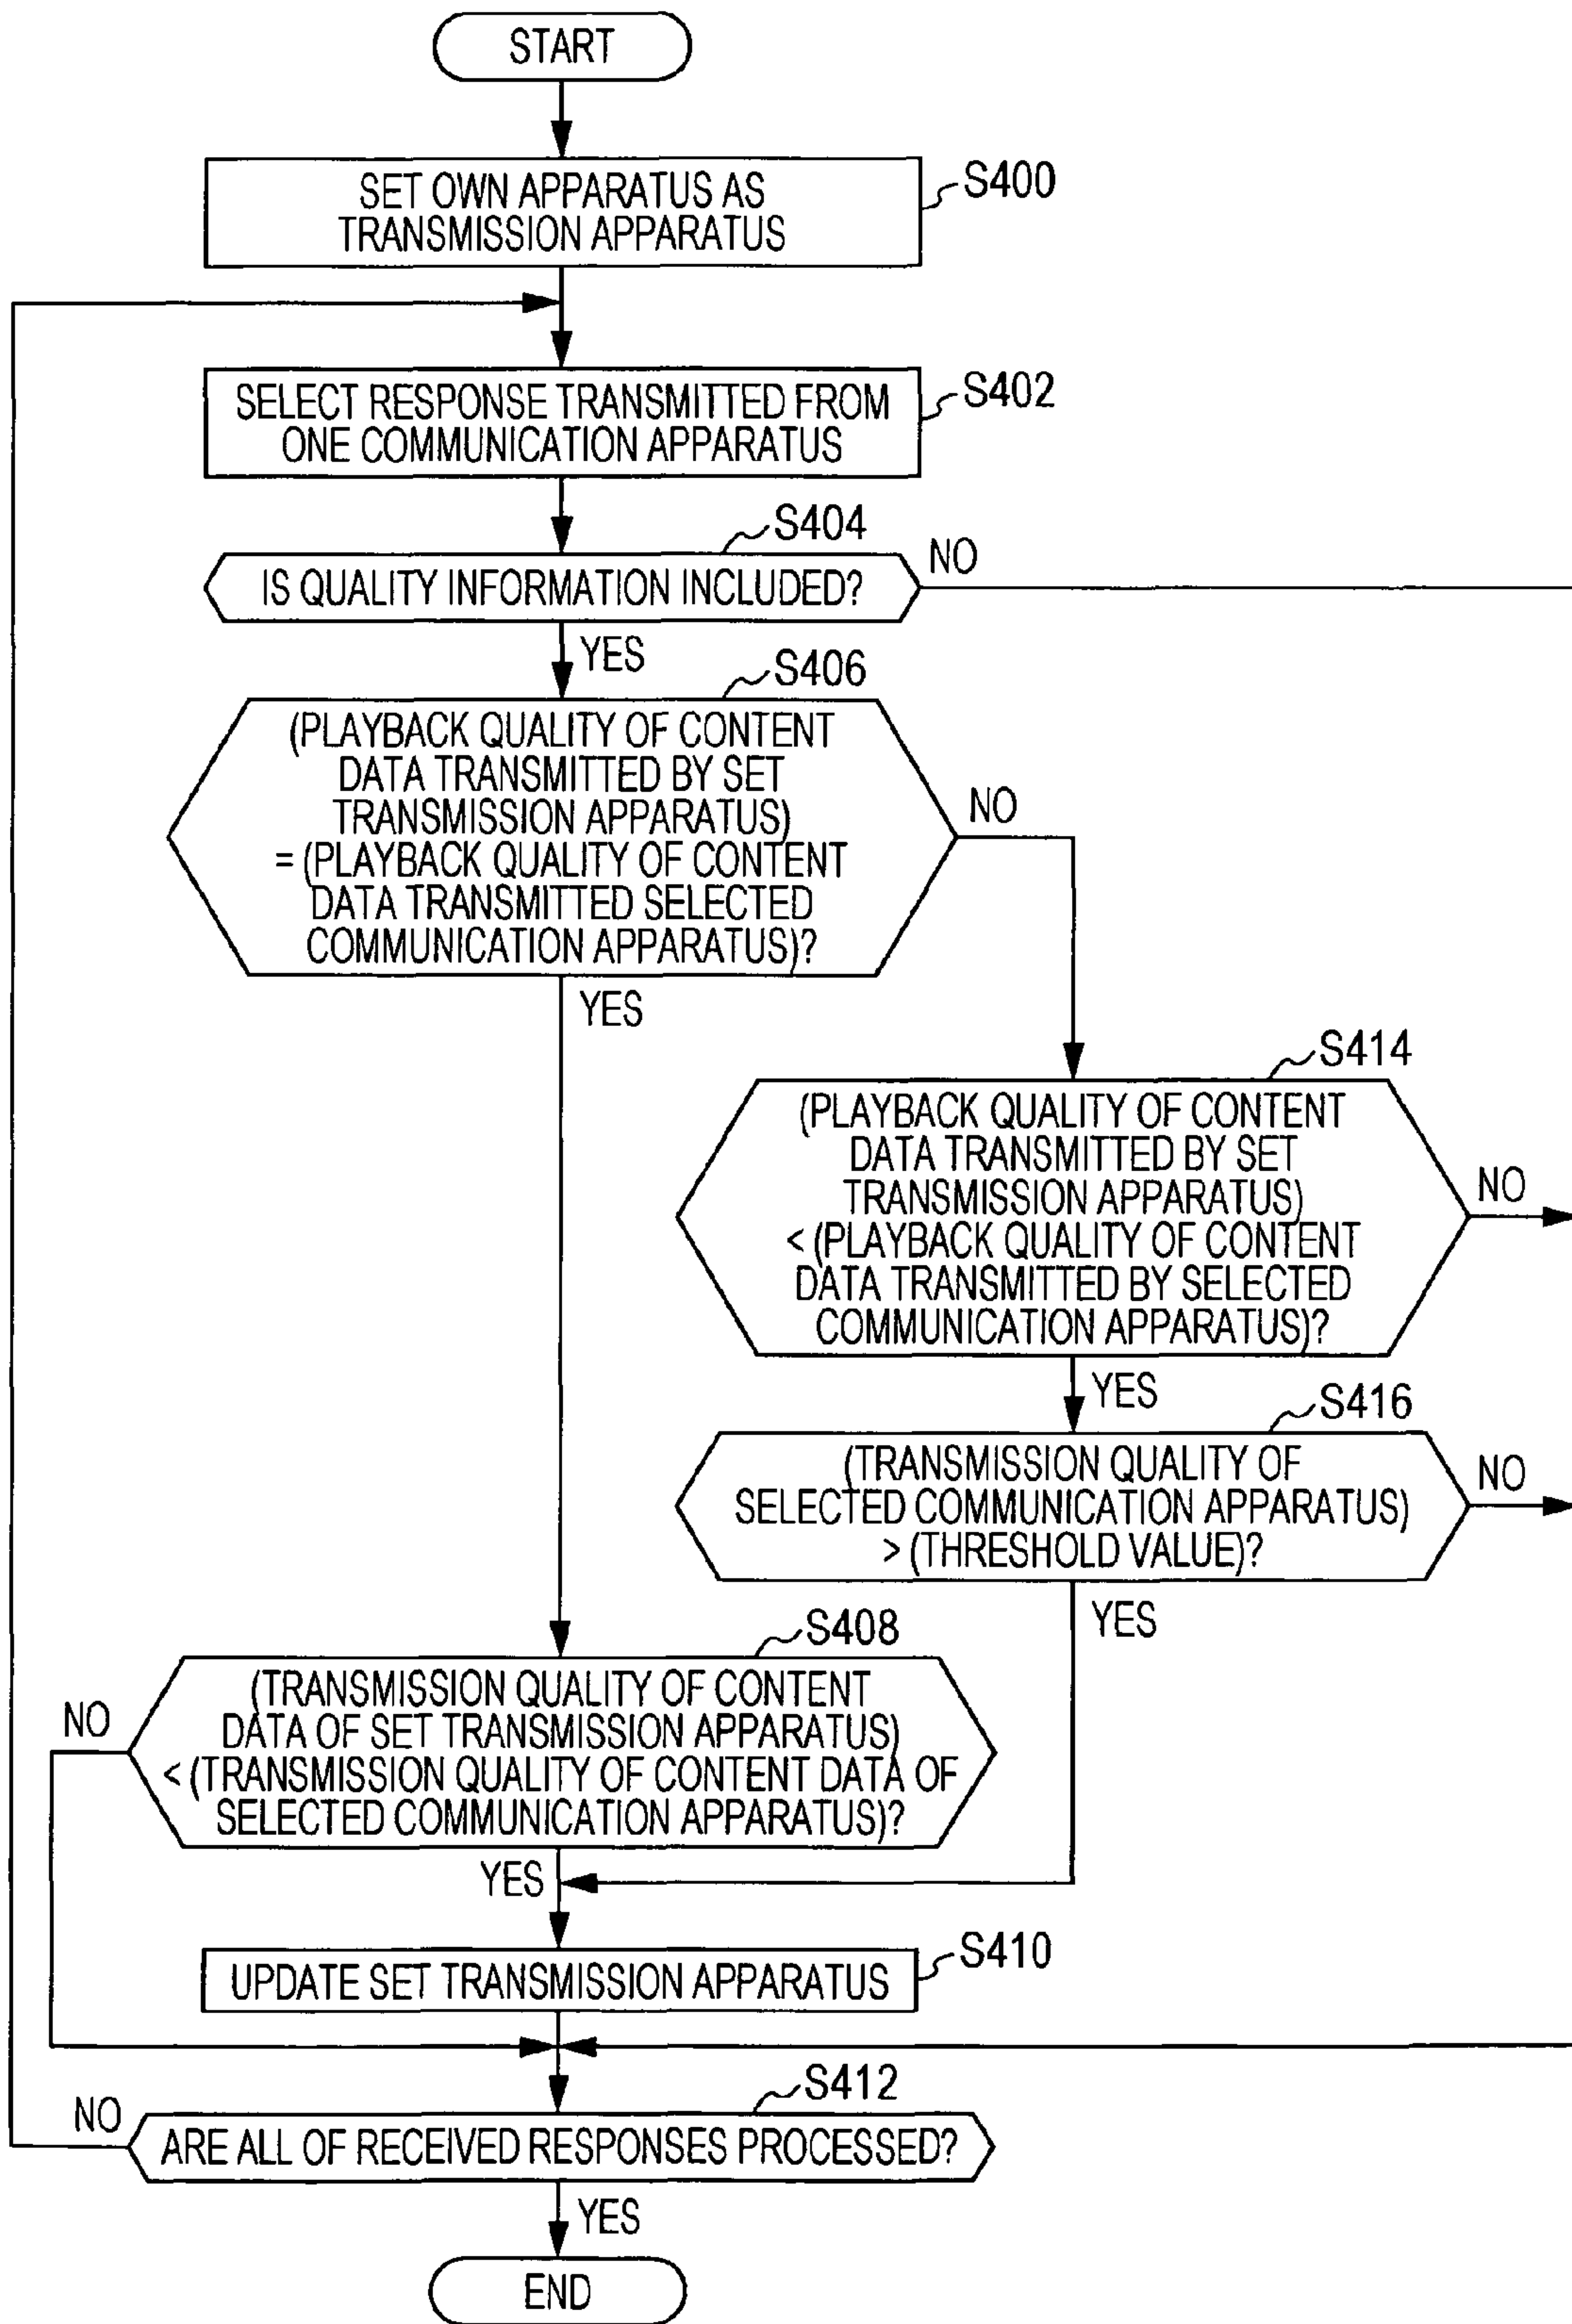 START
SET OWN APPARATUS AS
TRANSMISSION APPARATUS
S400
SELECT RESPONSE TRANSMITTED FROM
ONE COMMUNICATION APPARATUS
S402
S404
IS QUALITY INFORMATION INCLUDED?
NO
YES
S406
(PLAYBACK QUALITY OF CONTENT
DATA TRANSMITTED BY SET
TRANSMISSION APPARATUS)
= (PLAYBACK QUALITY OF CONTENT
DATA TRANSMITTED SELECTED
COMMUNICATION APPARATUS)?
NO
YES
S414
(PLAYBACK QUALITY OF CONTENT
DATA TRANSMITTED BY SET
TRANSMISSION APPARATUS)
< (PLAYBACK QUALITY OF CONTENT
DATA TRANSMITTED BY SELECTED
COMMUNICATION APPARATUS)?
NO
YES
S416
(TRANSMISSION QUALITY OF
SELECTED COMMUNICATION APPARATUS)
> (THRESHOLD VALUE)?
NO
YES
S408
(TRANSMISSION QUALITY OF CONTENT
DATA OF SET TRANSMISSION APPARATUS)
< (TRANSMISSION QUALITY OF CONTENT DATA OF
SELECTED COMMUNICATION APPARATUS)?
NO
YES
S410
UPDATE SET TRANSMISSION APPARATUS
S412
NO
ARE ALL OF RECEIVED RESPONSES PROCESSED?
YES
END